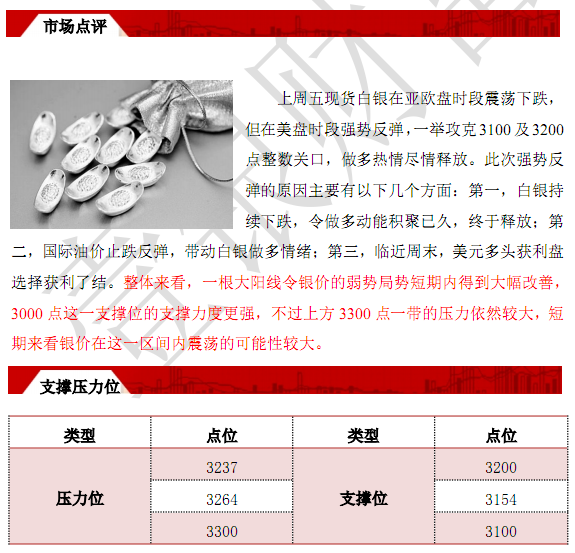 市场点评
上周五现货白银在亚欧盘时段震荡下跌，
但在美盘时段强势反弹，一举攻克 3100 及 3200
点整数关口，做多热情尽情释放。此次强势反
弹的原因主要有以下几个方面：第一，白银持
续下跌，令做多动能积聚已久，终于释放；第
二，国际油价止跌反弹，带动白银做多情绪；第三，临近周末，美元多头获利盘
选择获利了结。整体来看，一根大阳线令银价的弱势局势短期内得到大幅改善，
3000 点这一支撑位的支撑力度更强，不过上方 3300 点一带的压力依然较大，短
期来看银价在这一区间内震荡的可能性较大。
支撑压力位
类型 点位 类型 点位
3237 3200
压力位 3264 支撑位 3154
3300 3100